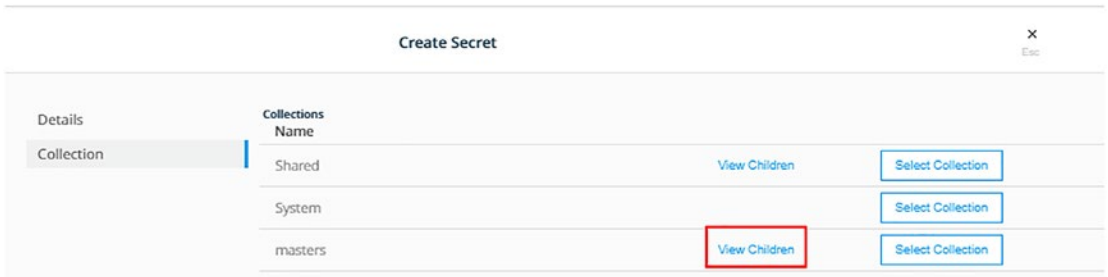 Create Secret
×
Esc
Details
Collection
Collections
Name
Shared View Children Select Collection
System Select Collection
masters View Children Select Collection